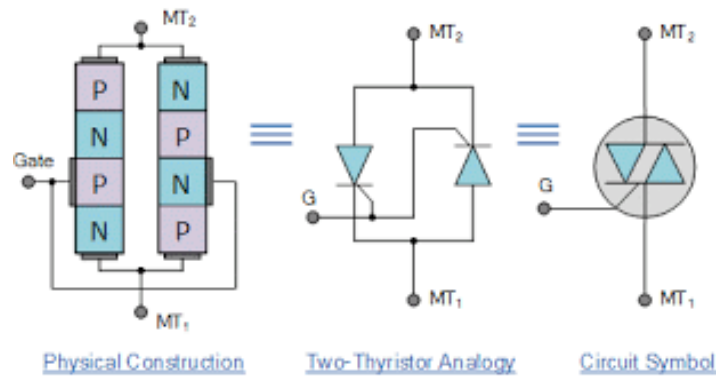 MT₂
P N
N P
Gate
P N
N P
MT₁
Physical Construction
MT₂
G
MT₁
Two-Thyristor Analogy
MT₂
G
MT₁
Circuit Symbol